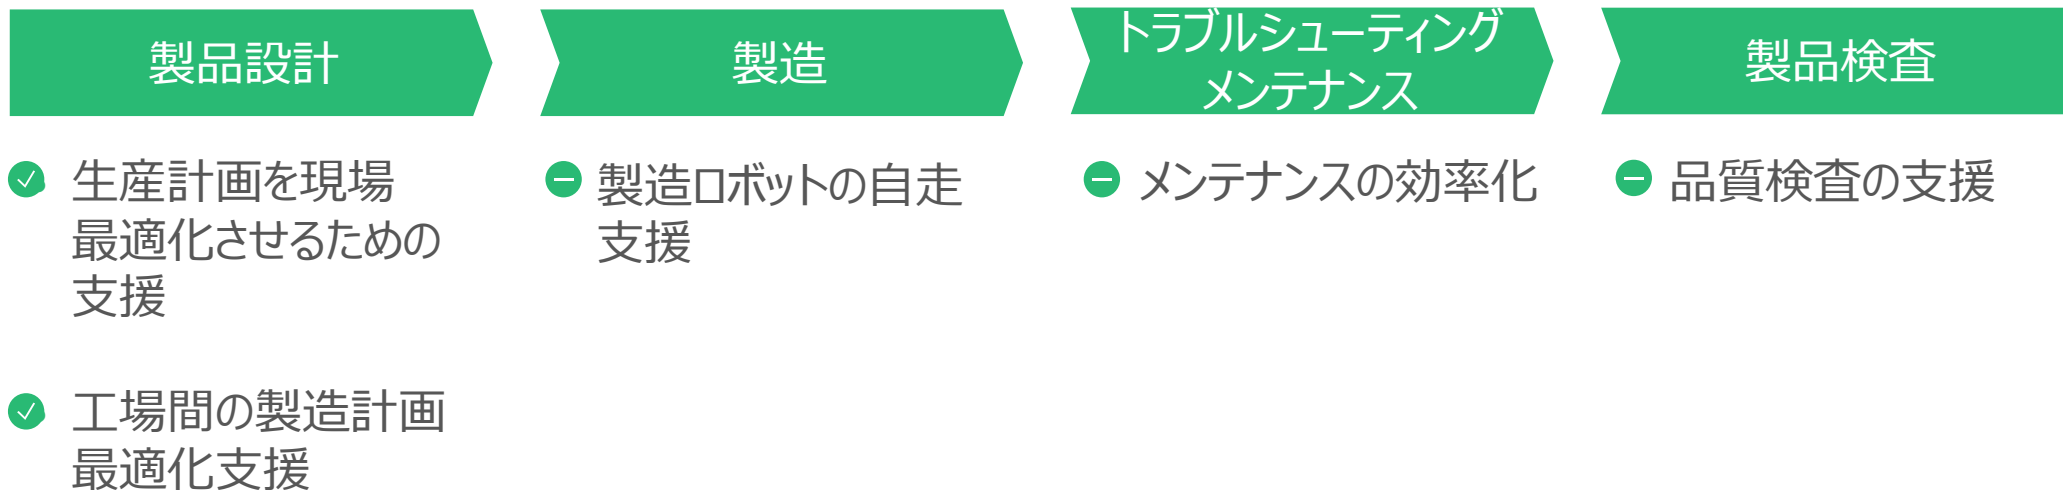 製品設計
生産計画を現場
最適化させるための
支援
工場間の製造計画
最適化支援
製造
製造ロボットの自走
支援
トラブルシューティング
メンテナンス
メンテナンスの効率化
製品検査
品質検査の支援